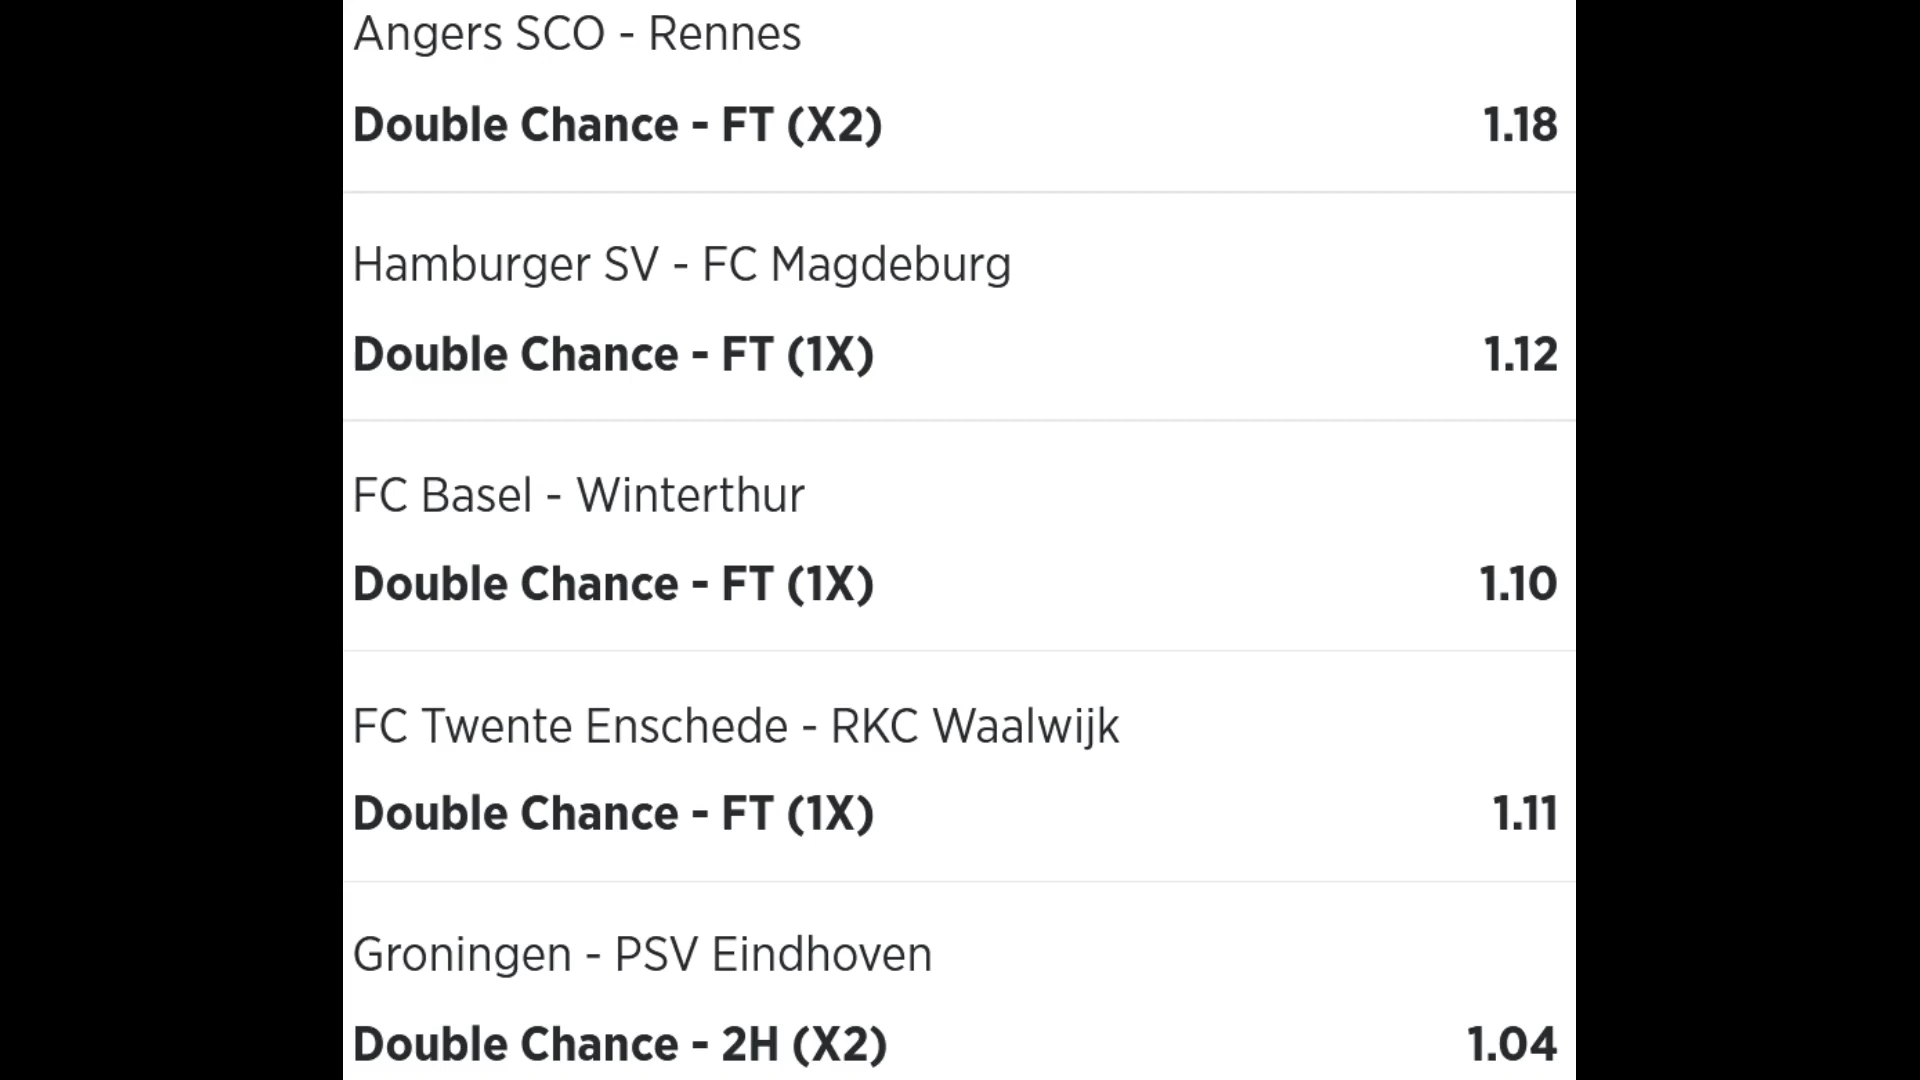 Angers SCO - Rennes
Double Chance - FT (X2) 1.18
Hamburger SV - FC Magdeburg
Double Chance - FT (1X) 1.12
FC Basel - Winterthur
Double Chance - FT (1X) 1.10
FC Twente Enschede - RKC Waalwijk
Double Chance - FT (1X) 1.11
Groningen - PSV Eindhoven
Double Chance - 2H (X2) 1.04